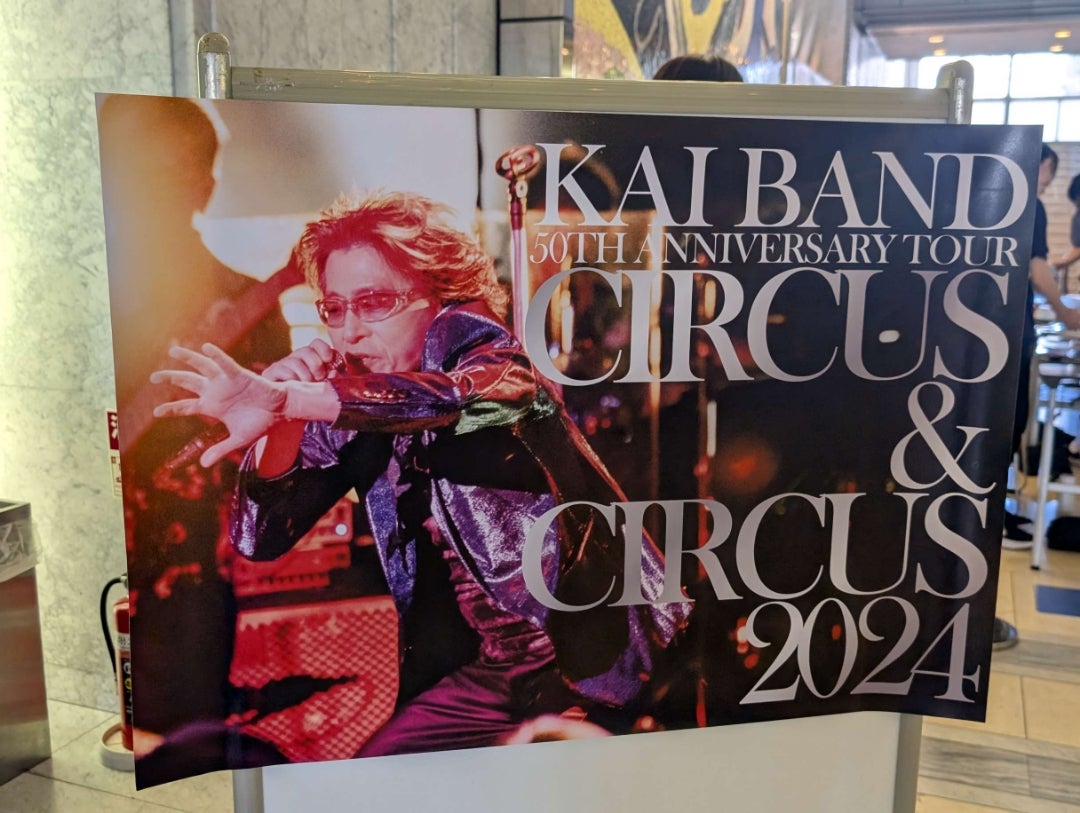 KAI BAND
50TH ANNIVERSARY TOUR
CIRCUS
&
CIRCUS
2024